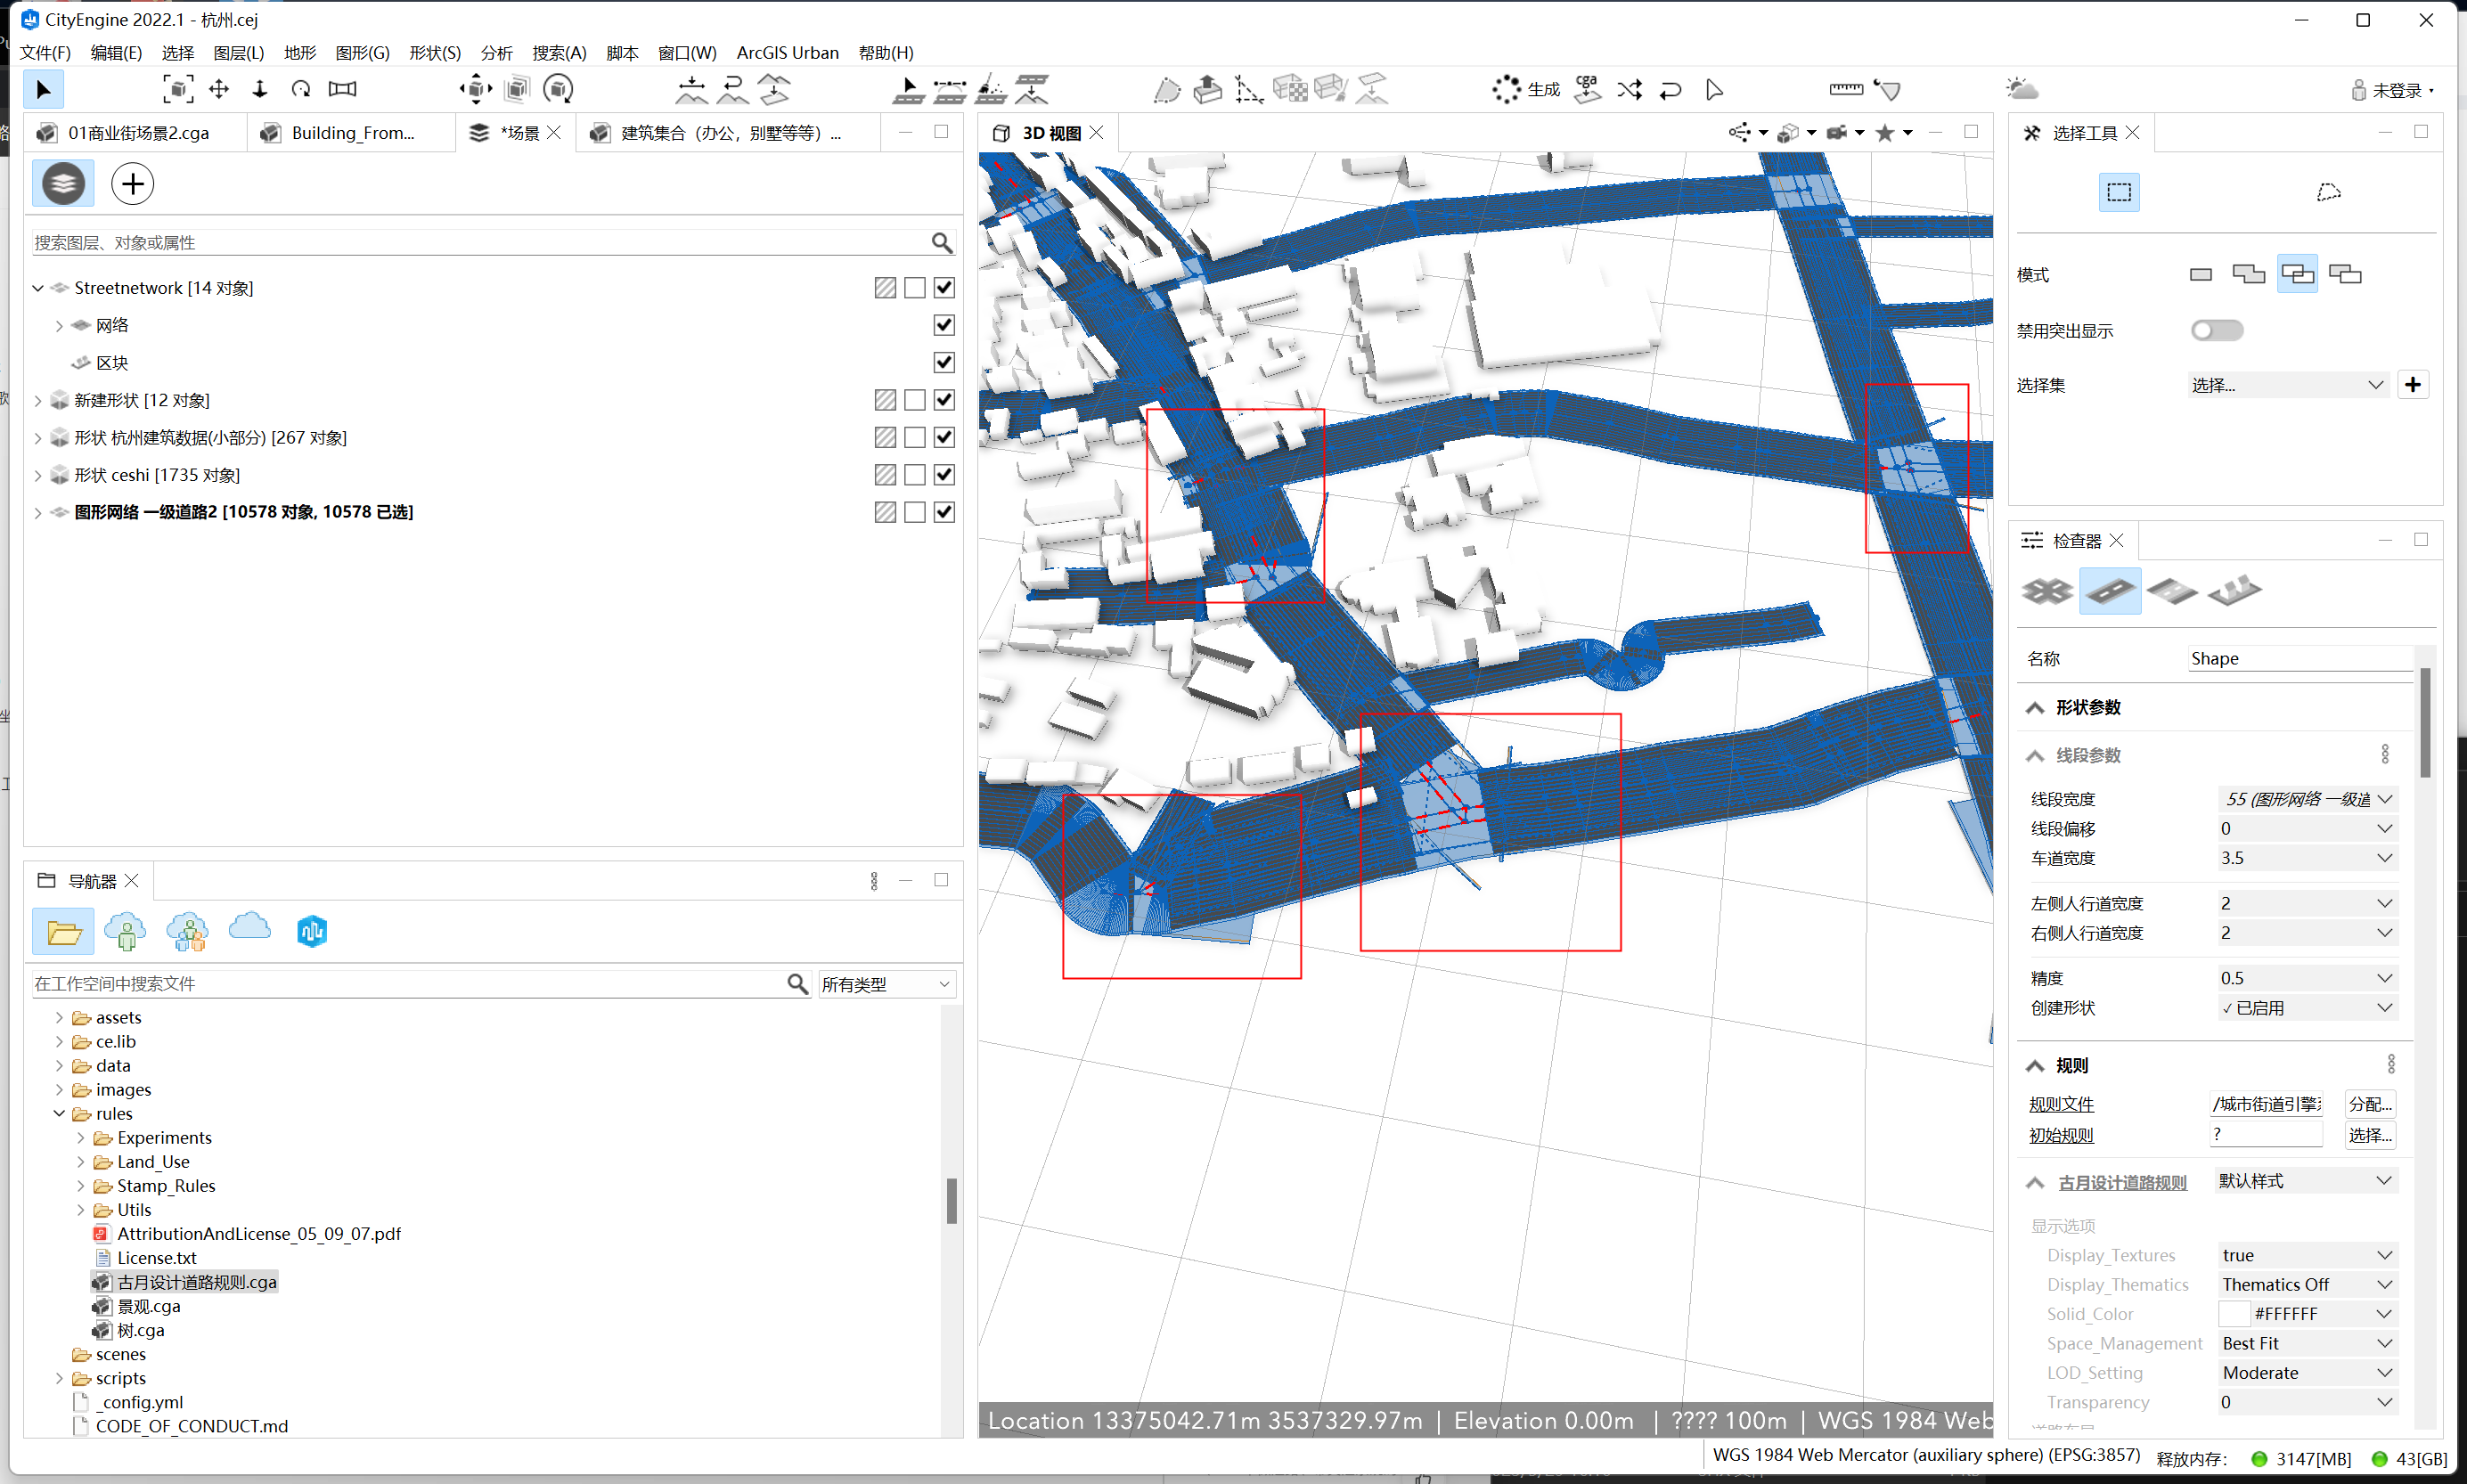 CityEngine 2022.1 - 杭州.cej
文件(F) 编辑(E) 选择 图层(L) 地形 图形(G) 形状(S) 分析 搜索(A) 脚本 窗口(W) ArcGIS Urban 帮助(H)
生成 cga 未登录
01商业街场景2.cga Building_From... *场景 建筑集合（办公，别墅等等）...
搜索图层、对象或属性
Streetnetwork [14 对象]
网络
区块
新建形状 [12 对象]
形状 杭州建筑数据(小部分) [267 对象]
形状 ceshi [1735 对象]
图形网络 一级道路2 [10578 对象, 10578 已选]
导航器
在工作空间中搜索文件 所有类型
assets
ce.lib
data
images
rules
Experiments
Land_Use
Stamp_Rules
Utils
AttributionAndLicense_05_09_07.pdf
License.txt
古月设计道路规则.cga
景观.cga
树.cga
scenes
scripts
_config.yml
CODE_OF_CONDUCT.md
3D 视图
Location 13375042.71m 3537329.97m | Elevation 0.00m | ???? 100m | WGS 1984 Web
选择工具
模式
禁用突出显示
选择集 选择...
检查器
名称 Shape
形状参数
线段参数
线段宽度 55 (图形网络 一级道
线段偏移 0
车道宽度 3.5
左侧人行道宽度 2
右侧人行道宽度 2
精度 0.5
创建形状 ✓已启用
规则
规则文件 /城市街道引擎 分配...
初始规则 ? 选择...
古月设计道路规则 默认样式
显示选项
Display_Textures true
Display_Thematics Thematics Off
Solid_Color #FFFFFF
Space_Management Best Fit
LOD_Setting Moderate
Transparency 0
WGS 1984 Web Mercator (auxiliary sphere) (EPSG:3857) 释放内存: 3147[MB] 43[GB]